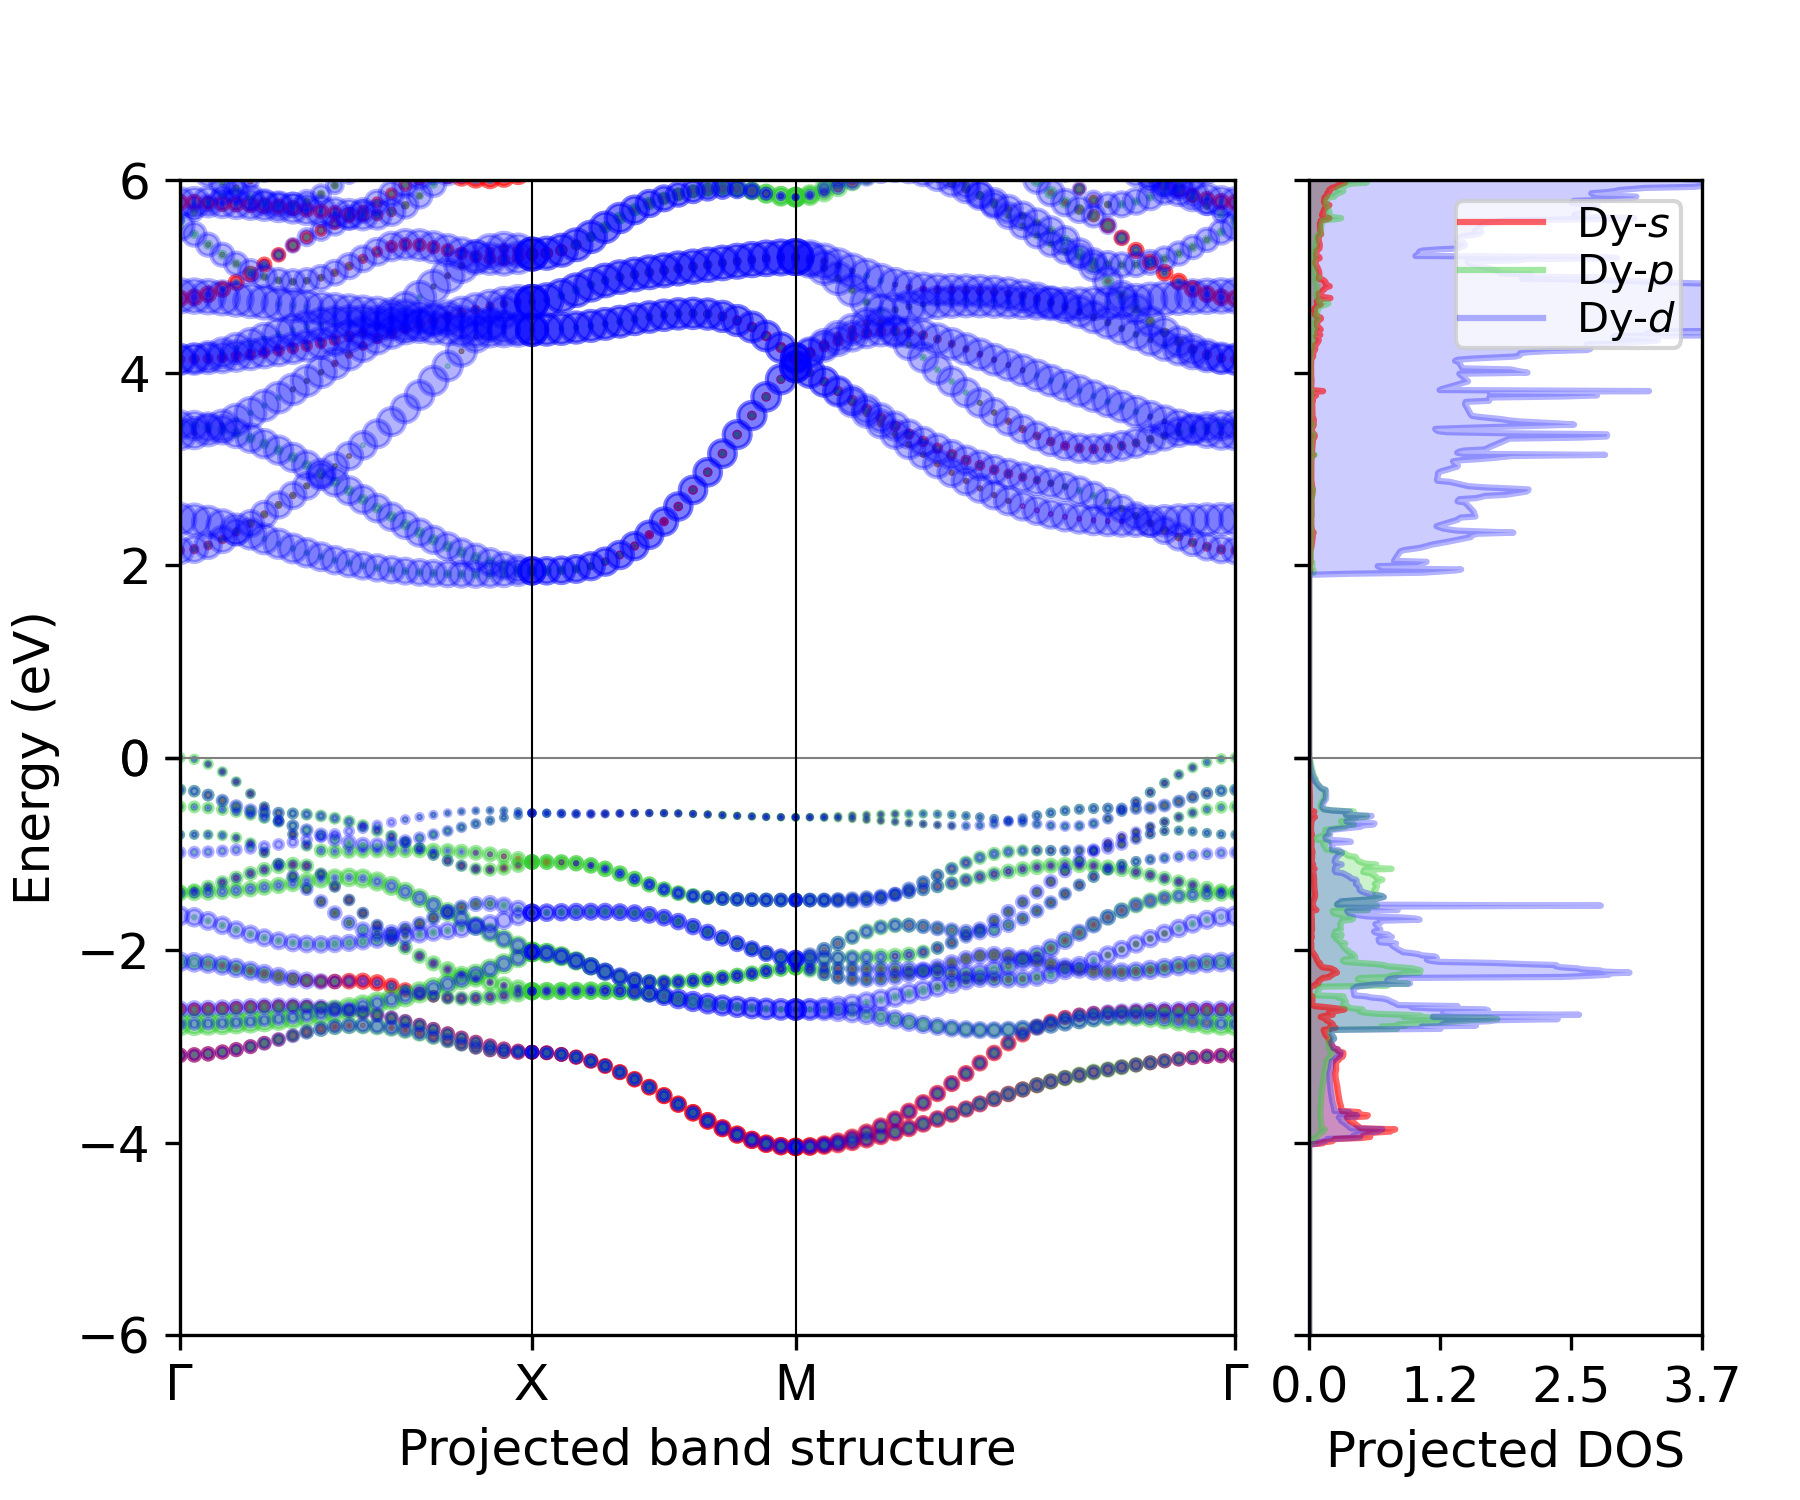 Energy (eV)
6
4
2
0
−2
−4
−6
Γ
X
M
Γ
Projected band structure
Dy-s
Dy-p
Dy-d
0.0
1.2
2.5
3.7
Projected DOS